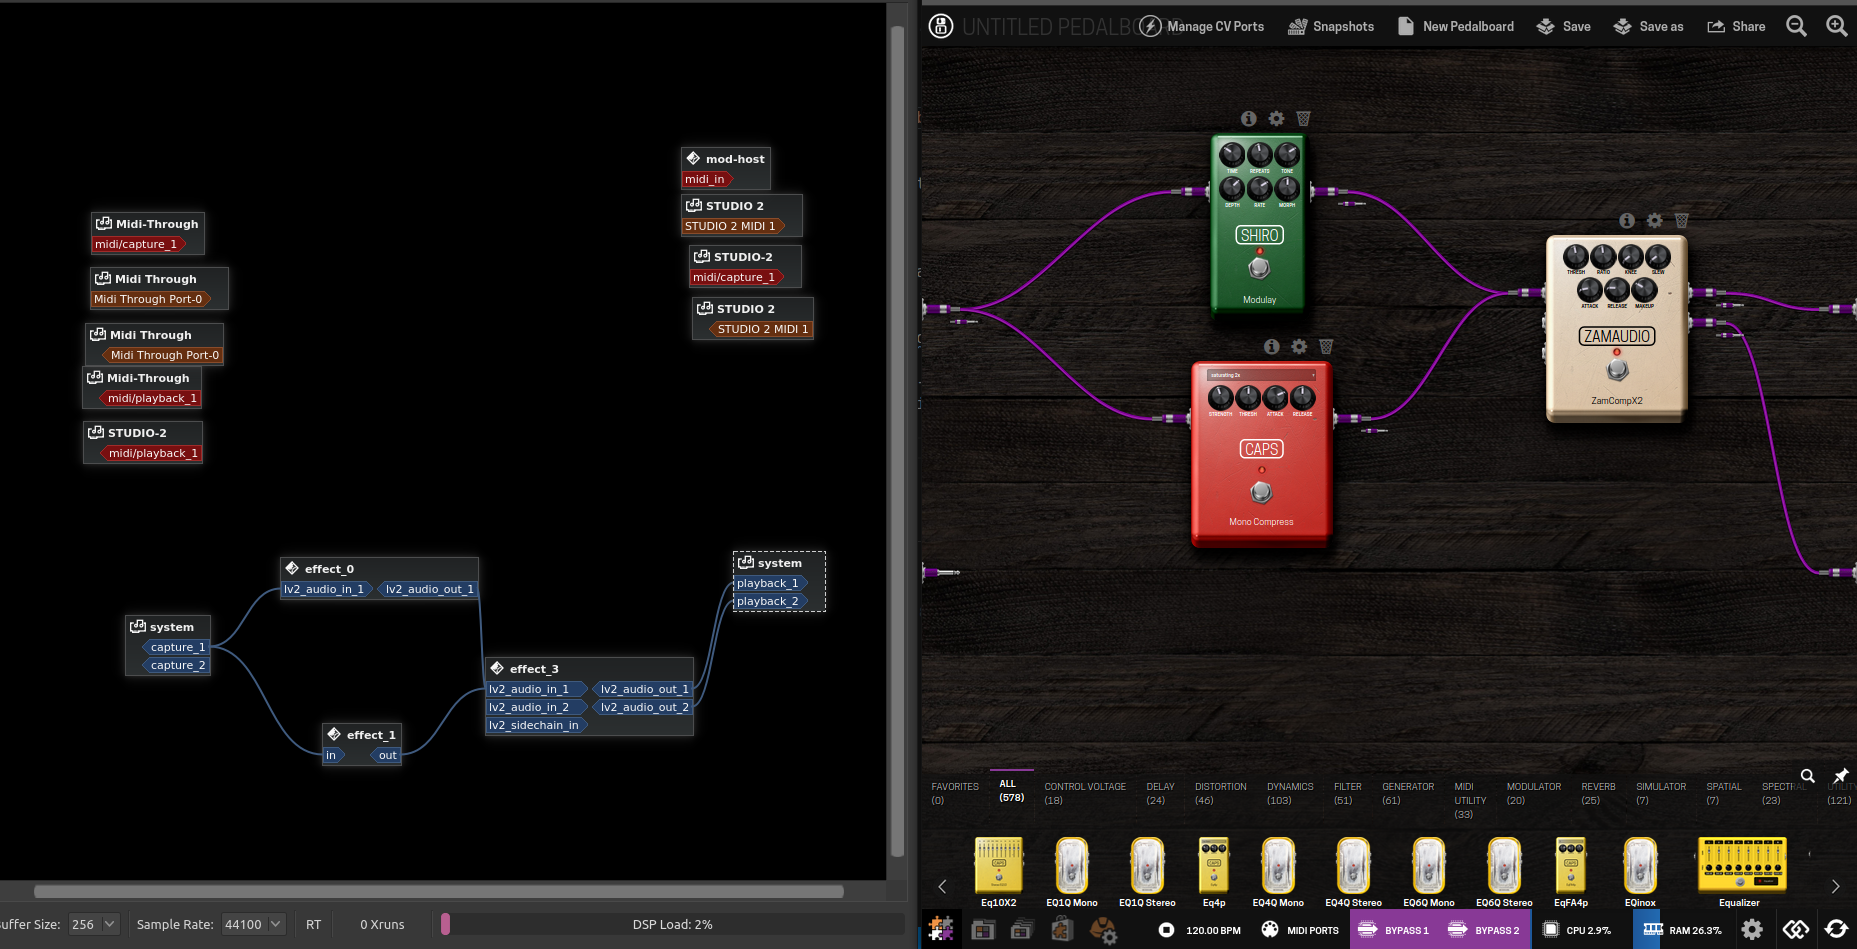 UNTITLED PEDALBOARD
Manage CV Ports
Snapshots
New Pedalboard
Save
Save as
Share
mod-host
midi_in
STUDIO 2
STUDIO 2 MIDI 1
STUDIO-2
midi/capture_1
STUDIO 2
STUDIO 2 MIDI 1
Midi-Through
midi/capture_1
Midi Through
Midi Through Port-0
Midi Through
Midi Through Port-0
Midi-Through
midi/playback_1
STUDIO-2
midi/playback_1
effect_0
lv2_audio_in_1 lv2_audio_out_1
system
capture_1
capture_2
effect_1
in out
effect_3
lv2_audio_in_1 lv2_audio_out_1
lv2_audio_in_2 lv2_audio_out_2
lv2_sidechain_in
system
playback_1
playback_2
uffer Size: 256
Sample Rate: 44100
RT
0 Xruns
DSP Load: 2%
TIME REPEATS TONE
DEPTH RATE MORPH
SHIRO
Modulay
saturating 2x
STRENGTH THRESH ATTACK RELEASE
CAPS
Mono Compress
THRESH RATIO KNEE SLEW
ATTACK RELEASE MAKEUP
ZAMAUDIO
ZamCompX2
FAVORITES (0)
ALL (578)
CONTROL VOLTAGE (18)
DELAY (24)
DISTORTION (46)
DYNAMICS (103)
FILTER (51)
GENERATOR (61)
MIDI UTILITY (33)
MODULATOR (20)
REVERB (25)
SIMULATOR (7)
SPATIAL (7)
SPECTRAL (23)
UTILITY (121)
Eq10X2
EQ1Q Mono
EQ1Q Stereo
Eq4p
EQ4Q Mono
EQ4Q Stereo
EQ6Q Mono
EQ6Q Stereo
EqFA4p
EQinox
Equalizer
120.00 BPM
MIDI PORTS
BYPASS 1
BYPASS 2
CPU 2.9%
RAM 26.3%